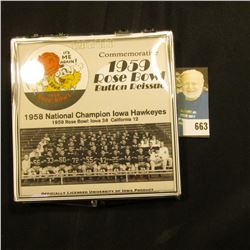 IT'S
ME
AGAIN!
Commemorative
1959
Rose Bowl
Button Reissue
1958 National Champion Iowa Hawkeyes
1959 Rose Bowl: Iowa 38 California 12
OFFICIALLY LICENSED UNIVERSITY OF IOWA PRODUCT
663